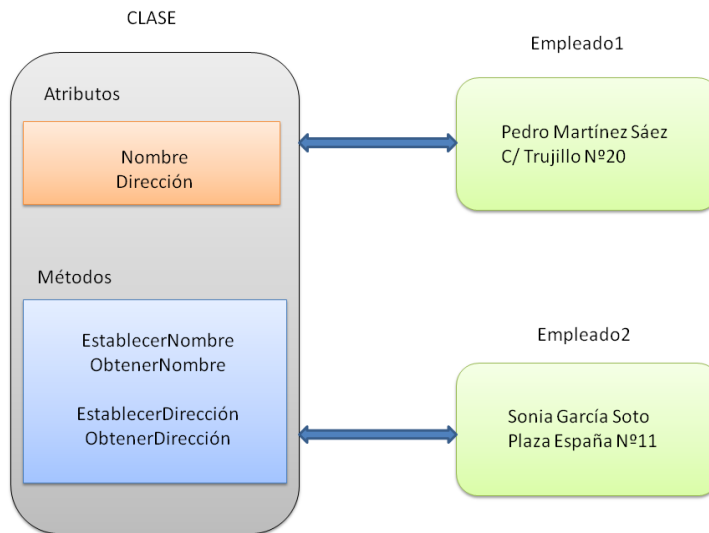 CLASE
Atributos
Nombre
Dirección
Métodos
EstablecerNombre
ObtenerNombre
EstablecerDirección
ObtenerDirección
Empleado1
Pedro Martínez Sáez
C/ Trujillo Nº20
Empleado2
Sonia García Soto
Plaza España Nº11